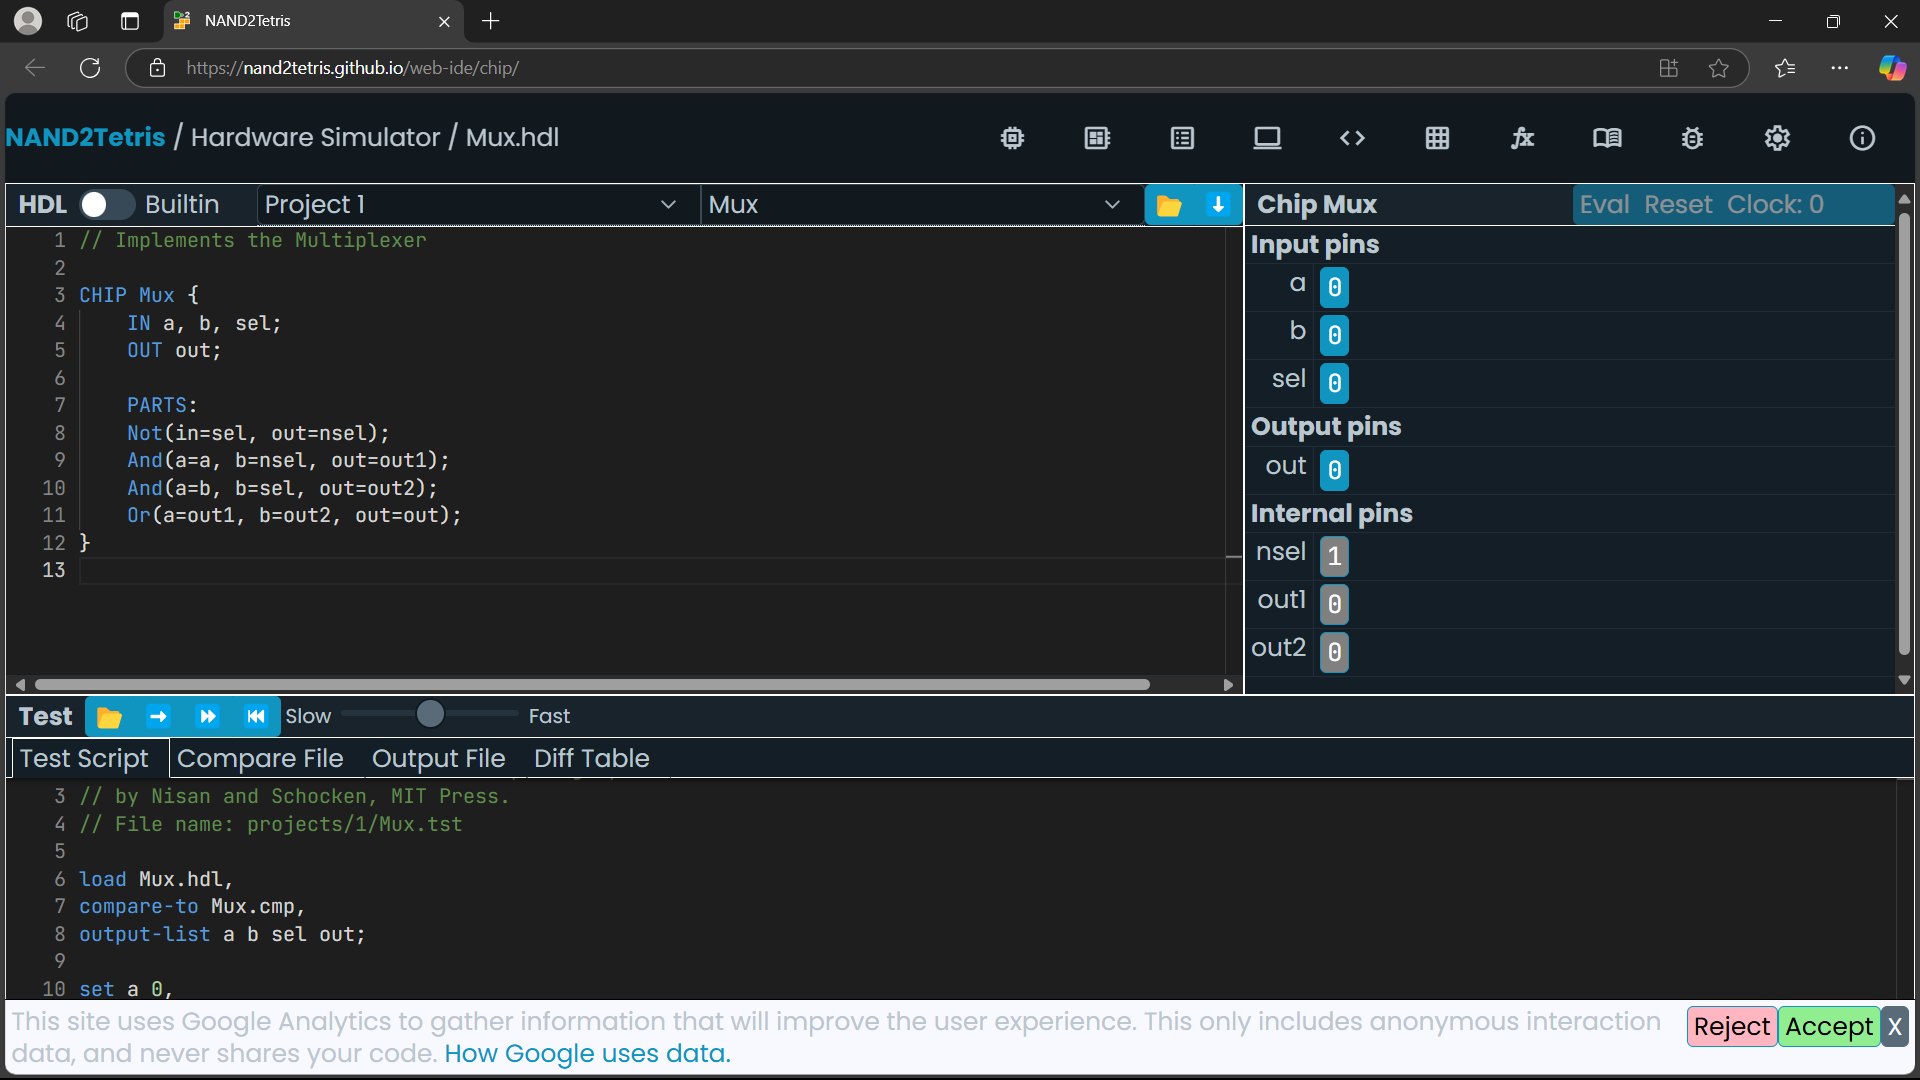 NAND2Tetris
https://nand2tetris.github.io/web-ide/chip/
NAND2Tetris / Hardware Simulator / Mux.hdl
HDL Builtin Project 1 Mux
1 // Implements the Multiplexer
2
3 CHIP Mux {
4 IN a, b, sel;
5 OUT out;
6
7 PARTS:
8 Not(in=sel, out=nsel);
9 And(a=a, b=nsel, out=out1);
10 And(a=b, b=sel, out=out2);
11 Or(a=out1, b=out2, out=out);
12 }
13
Chip Mux Eval Reset Clock: 0
Input pins
a 0
b 0
sel 0
Output pins
out 0
Internal pins
nsel 1
out1 0
out2 0
Test Slow Fast
Test Script Compare File Output File Diff Table
3 // by Nisan and Schocken, MIT Press.
4 // File name: projects/1/Mux.tst
5
6 load Mux.hdl,
7 compare-to Mux.cmp,
8 output-list a b sel out;
9
10 set a 0,
This site uses Google Analytics to gather information that will improve the user experience. This only includes anonymous interaction
data, and never shares your code. How Google uses data.
Reject Accept X